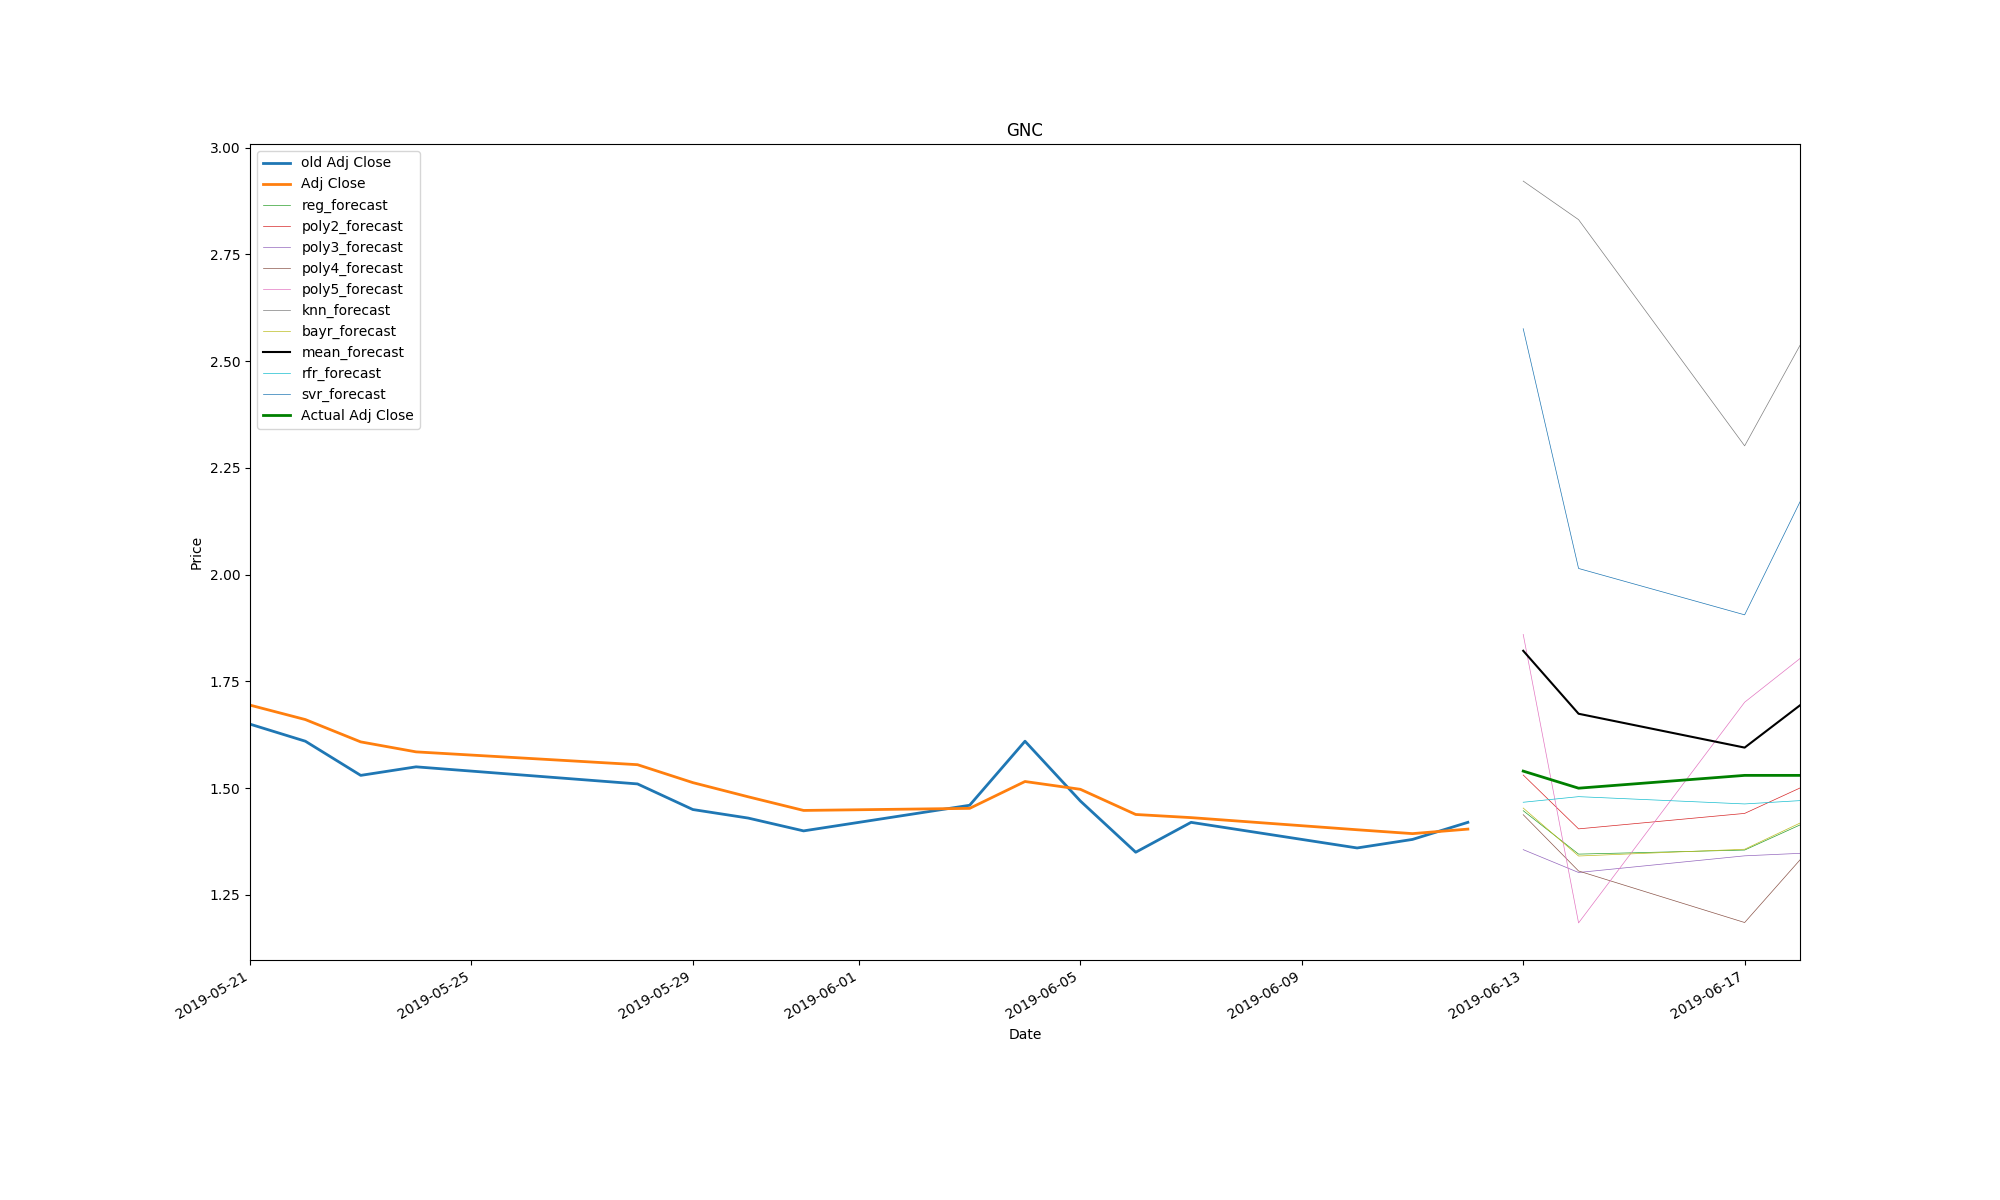 GNC
3.00
2.75
2.50
2.25
2.00
1.75
1.50
1.25
Price
old Adj Close
Adj Close
reg_forecast
poly2_forecast
poly3_forecast
poly4_forecast
poly5_forecast
knn_forecast
bayr_forecast
mean_forecast
rfr_forecast
svr_forecast
Actual Adj Close
2019-05-21
2019-05-25
2019-05-29
2019-06-01
2019-06-05
2019-06-09
2019-06-13
2019-06-17
Date